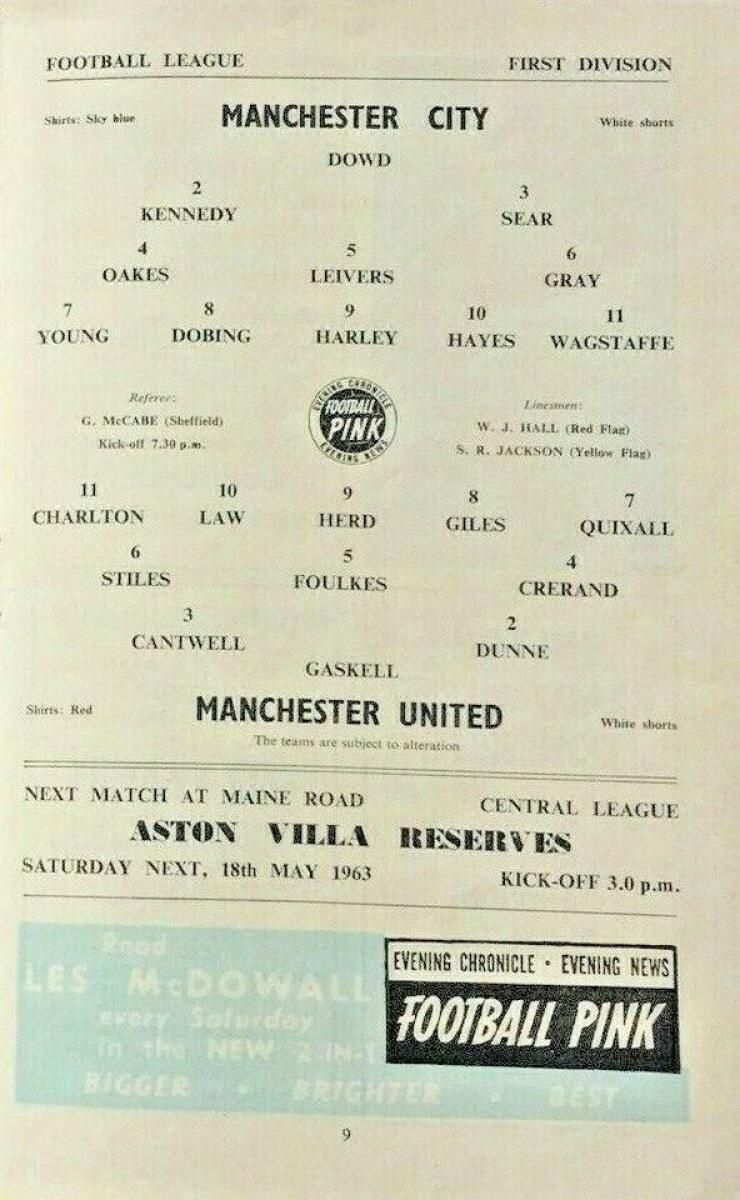 FOOTBALL LEAGUE FIRST DIVISION
Shirts: Sky blue MANCHESTER CITY White shorts
DOWD
2 3
KENNEDY SEAR
4 5 6
OAKES LEIVERS GRAY
7 8 9 10 11
YOUNG DOBING HARLEY HAYES WAGSTAFFE
Referee:
G. McCABE (Sheffield)
Kick-off 7.30 p.m.
EVENING CHRONICLE
FOOTBALL
PINK
EVENING NEWS
Linesmen:
W. J. HALL (Red Flag)
S. R. JACKSON (Yellow Flag)
11 10 9 8 7
CHARLTON LAW HERD GILES QUIXALL
6 5 4
STILES FOULKES CRERAND
3 2
CANTWELL DUNNE
GASKELL
Shirts: Red MANCHESTER UNITED White shorts
The teams are subject to alteration
NEXT MATCH AT MAINE ROAD CENTRAL LEAGUE
ASTON VILLA RESERVES
SATURDAY NEXT, 18th MAY 1963 KICK-OFF 3.0 p.m.
Read
LES McDOWALL
every Saturday
in the NEW 2-IN-1
BIGGER • BRIGHTER • BEST
EVENING CHRONICLE • EVENING NEWS
FOOTBALL PINK
9